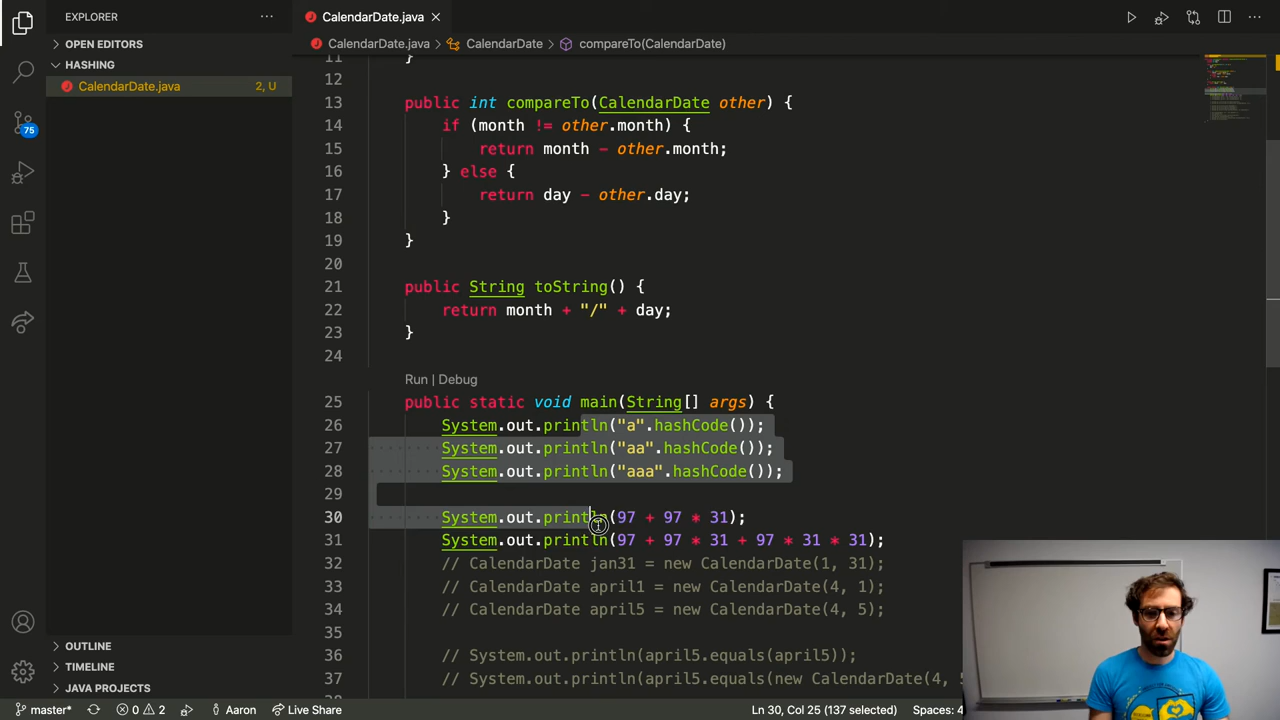 EXPLORER
CalendarDate.java
OPEN EDITORS
CalendarDate.java
CalendarDate
compareTo(CalendarDate)
HASHING
CalendarDate.java 2, U
75
11 }
12
13 public int compareTo(CalendarDate other) {
14 if (month != other.month) {
15 return month - other.month;
16 } else {
17 return day - other.day;
18 }
19 }
20
21 public String toString() {
22 return month + "/" + day;
23 }
24
Run | Debug
25 public static void main(String[] args) {
26 System.out.println("a".hashCode());
27 System.out.println("aa".hashCode());
28 System.out.println("aaa".hashCode());
29
30 System.out.println(97 + 97 * 31);
31 System.out.println(97 + 97 * 31 + 97 * 31 * 31);
32 // CalendarDate jan31 = new CalendarDate(1, 31);
33 // CalendarDate april1 = new CalendarDate(4, 1);
34 // CalendarDate april5 = new CalendarDate(4, 5);
35
36 // System.out.println(april5.equals(april5));
37 // System.out.println(april5.equals(new CalendarDate(4,
OUTLINE
TIMELINE
JAVA PROJECTS
master* 0 2 Aaron Live Share Ln 30, Col 25 (137 selected) Spaces: 4